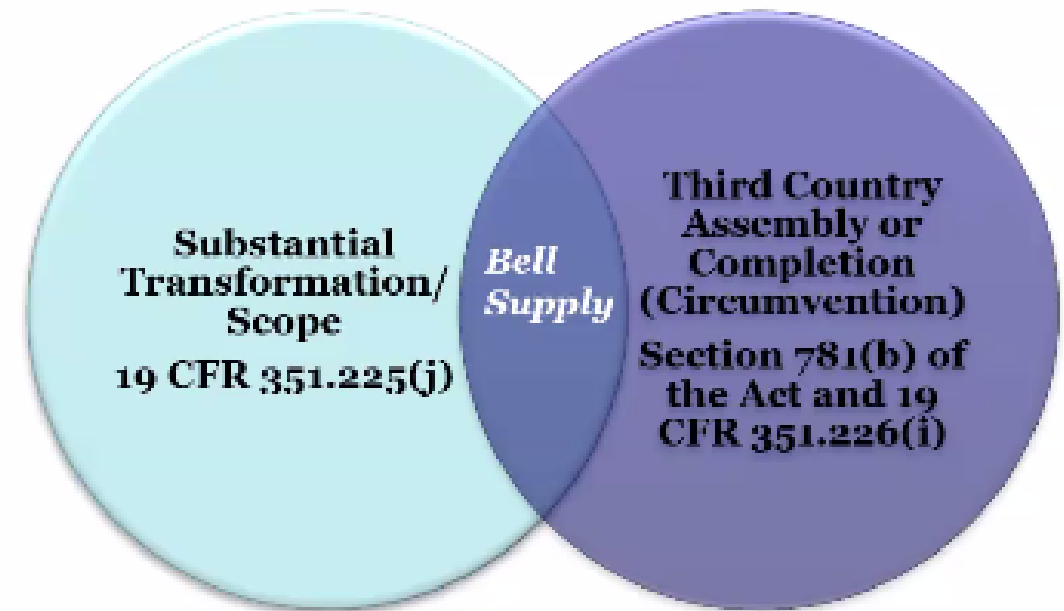 Substantial
Transformation/
Scope
19 CFR 351.225(j)
Bell
Supply
Third Country
Assembly or
Completion
(Circumvention)
Section 781(b) of
the Act and 19
CFR 351.226(i)